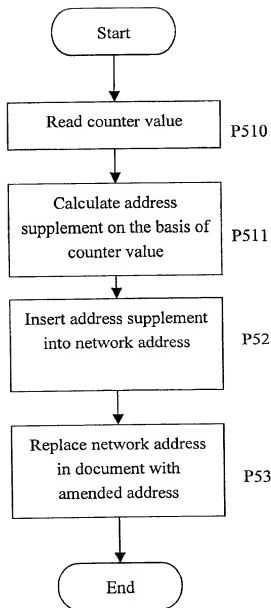 Start
Read counter value
P510
Calculate address
supplement on the basis of
counter value
P511
Insert address supplement
into network address
P52
Replace network address
in document with
amended address
P53
End